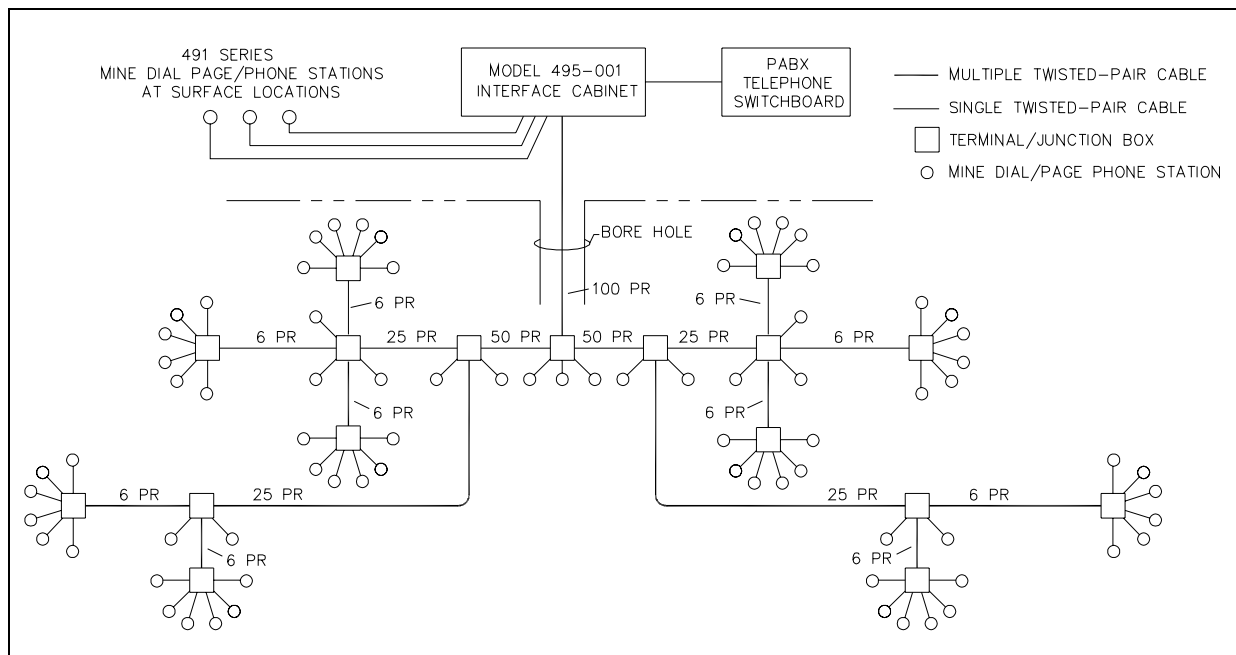 491 SERIES
MINE DIAL PAGE/PHONE STATIONS
AT SURFACE LOCATIONS
MODEL 495-001
INTERFACE CABINET
PABX
TELEPHONE
SWITCHBOARD
MULTIPLE TWISTED-PAIR CABLE
SINGLE TWISTED-PAIR CABLE
TERMINAL/JUNCTION BOX
MINE DIAL/PAGE PHONE STATION
BORE HOLE
100 PR
6 PR
6 PR
6 PR
25 PR
50 PR
50 PR
25 PR
6 PR
6 PR
6 PR
6 PR
25 PR
25 PR
6 PR
6 PR
6 PR